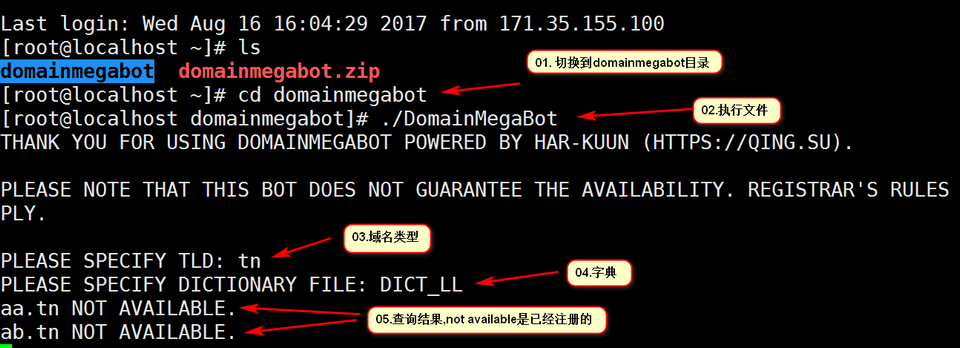 Last login: Wed Aug 16 16:04:29 2017 from 171.35.155.100
[root@localhost ~]# ls
domainmegabot  domainmegabot.zip
01. 切换到domainmegabot目录
[root@localhost ~]# cd domainmegabot
[root@localhost domainmegabot]# ./DomainMegaBot
02.执行文件
THANK YOU FOR USING DOMAINMEGABOT POWERED BY HAR-KUUN (HTTPS://QING.SU).
PLEASE NOTE THAT THIS BOT DOES NOT GUARANTEE THE AVAILABILITY. REGISTRAR'S RULES
PLY.
03.域名类型
PLEASE SPECIFY TLD: tn
04.字典
PLEASE SPECIFY DICTIONARY FILE: DICT_LL
aa.tn NOT AVAILABLE.
05.查询结果,not available是已经注册的
ab.tn NOT AVAILABLE.